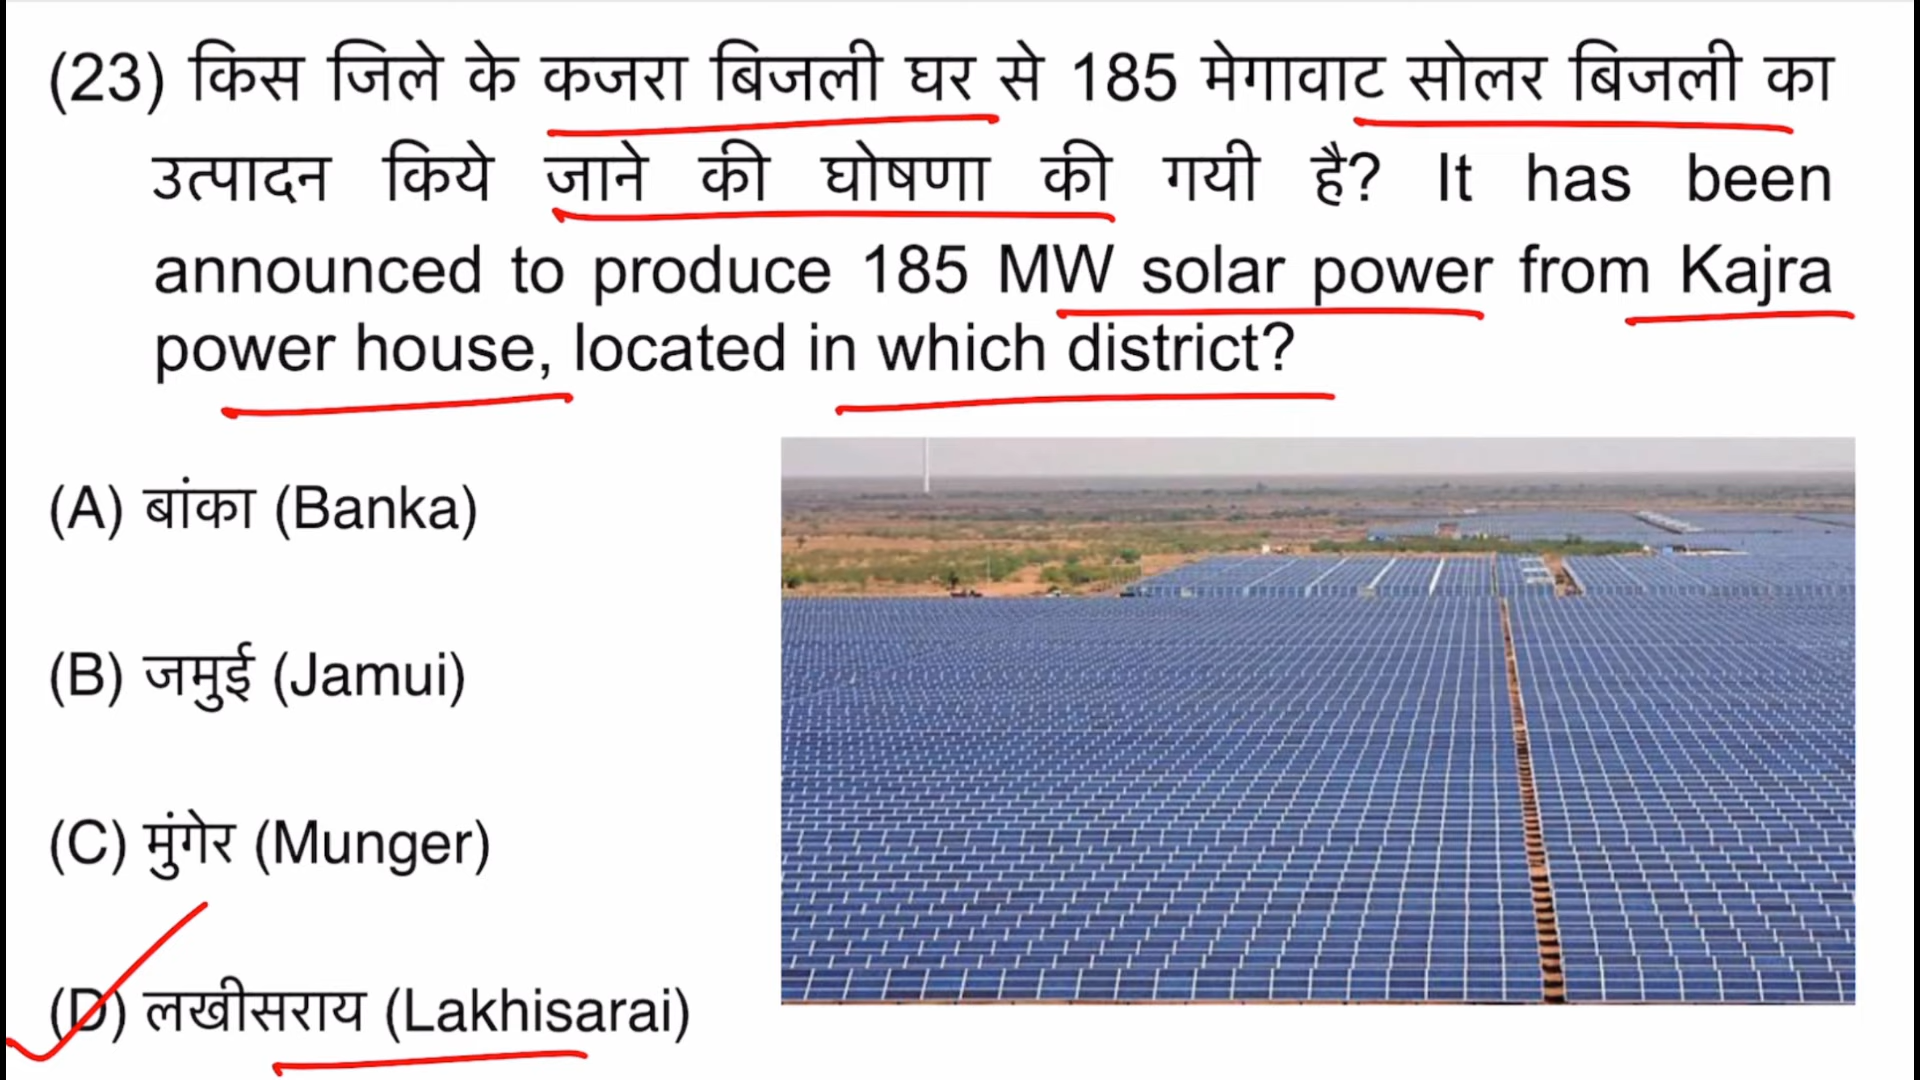 (23) किस जिले के कजरा बिजली घर से 185 मेगावाट सोलर बिजली का
उत्पादन किये जाने की घोषणा की गयी है? It has been
announced to produce 185 MW solar power from Kajra
power house, located in which district?
(A) बांका (Banka)
(B) जमुई (Jamui)
(C) मुंगेर (Munger)
(D) लखीसराय (Lakhisarai)